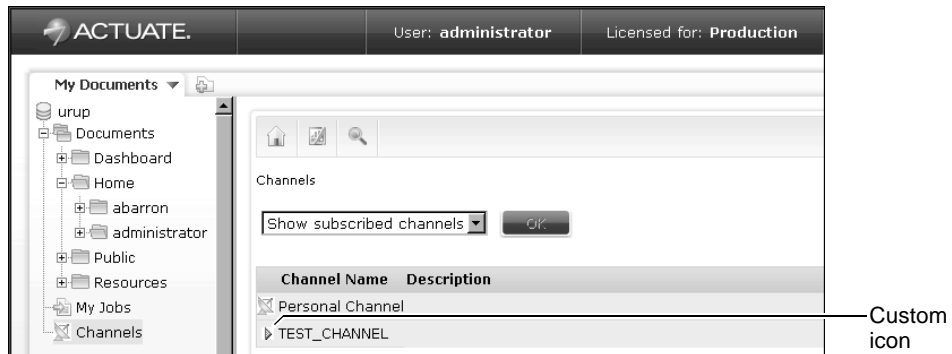 ACTUATE.
User: administrator
Licensed for: Production
My Documents
urup
Documents
Dashboard
Home
abarron
administrator
Public
Resources
My Jobs
Channels
Channels
Show subscribed channels
OK
Channel Name Description
Personal Channel
TEST_CHANNEL
Custom
icon